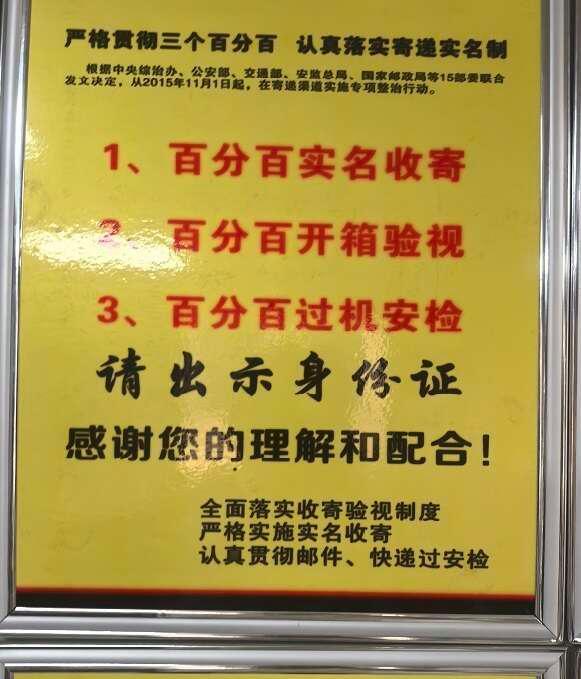 严格贯彻三个百分百 认真落实寄递实名制
根据中央综治办、公安部、交通部、安监总局、国家邮政局等15部委联合
发文决定，从2015年11月1日起，在寄递渠道实施专项整治行动。
1、百分百实名收寄
2、百分百开箱验视
3、百分百过机安检
请出示身份证
感谢您的理解和配合！
全面落实收寄验视制度
严格实施实名收寄
认真贯彻邮件、快递过安检